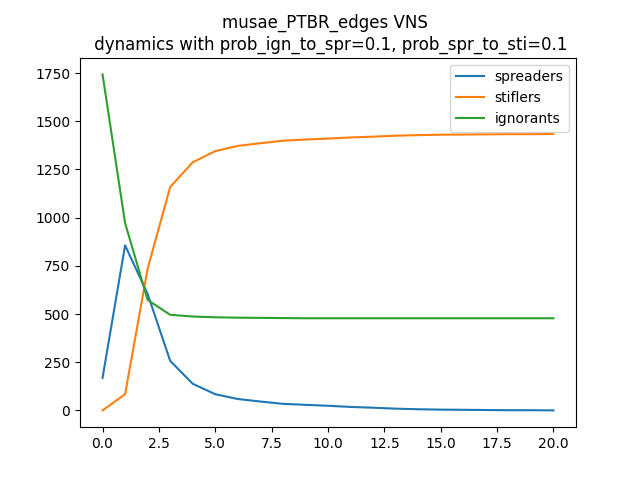 musae_PTBR_edges VNS
dynamics with prob_ign_to_spr=0.1, prob_spr_to_sti=0.1
1750
1500
1250
1000
750
500
250
0
spreaders
stiflers
ignorants
0.0 2.5 5.0 7.5 10.0 12.5 15.0 17.5 20.0